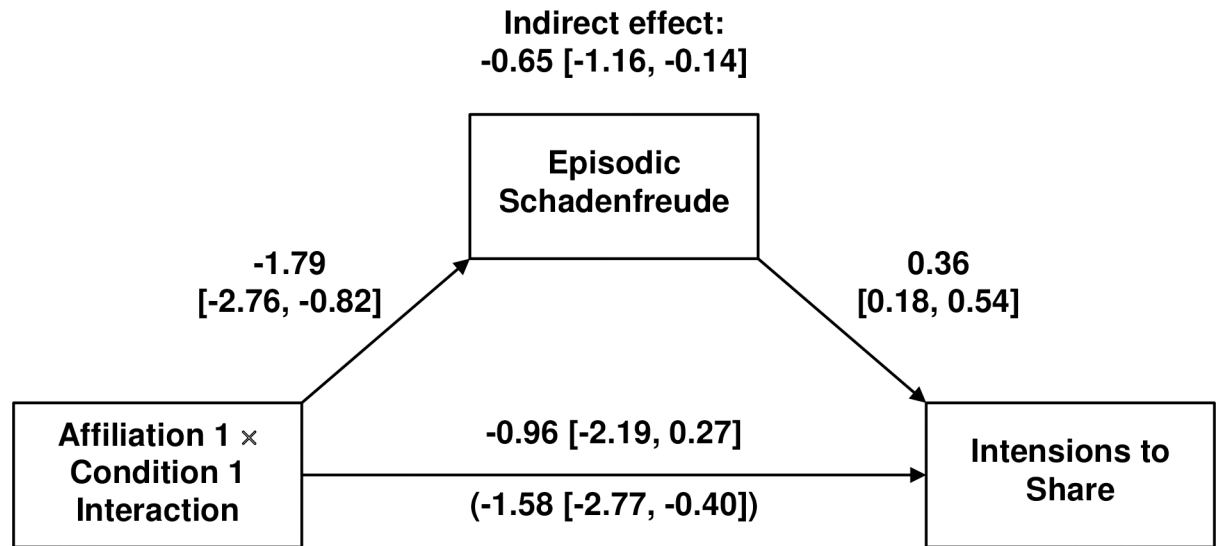 Indirect effect:
-0.65 [-1.16, -0.14]
Episodic
Schadenfreude
-1.79
[-2.76, -0.82]
0.36
[0.18, 0.54]
Affiliation 1 ×
Condition 1
Interaction
-0.96 [-2.19, 0.27]
(-1.58 [-2.77, -0.40])
Intensions to
Share